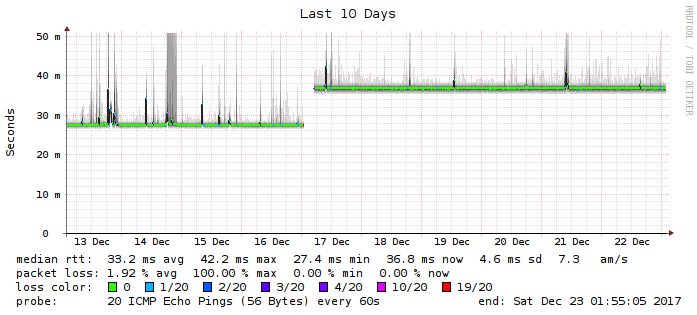 Last 10 Days
RRDTOOL / TOBI OETIKER
Seconds
50 m
40 m
30 m
20 m
10 m
0
13 Dec 14 Dec 15 Dec 16 Dec 17 Dec 18 Dec 19 Dec 20 Dec 21 Dec 22 Dec
median rtt: 33.2 ms avg 42.2 ms max 27.4 ms min 36.8 ms now 4.6 ms sd 7.3 am/s
packet loss: 1.92 % avg 100.00 % max 0.00 % min 0.00 % now
loss color: 0 1/20 2/20 3/20 4/20 10/20 19/20
probe: 20 ICMP Echo Pings (56 Bytes) every 60s end: Sat Dec 23 01:55:05 2017